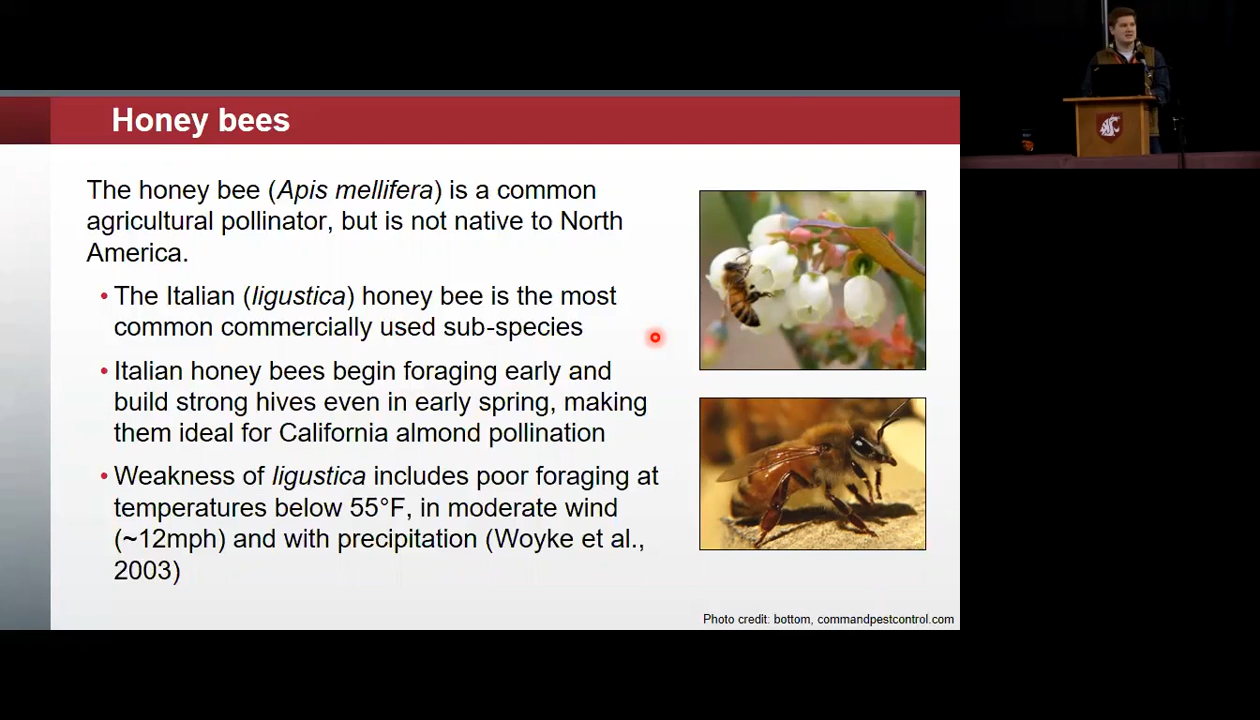 Honey bees
The honey bee (Apis mellifera) is a common
agricultural pollinator, but is not native to North
America.
• The Italian (ligustica) honey bee is the most
common commercially used sub-species
• Italian honey bees begin foraging early and
build strong hives even in early spring, making
them ideal for California almond pollination
• Weakness of ligustica includes poor foraging at
temperatures below 55°F, in moderate wind
(~12mph) and with precipitation (Woyke et al.,
2003)
Photo credit: bottom, commandpestcontrol.com